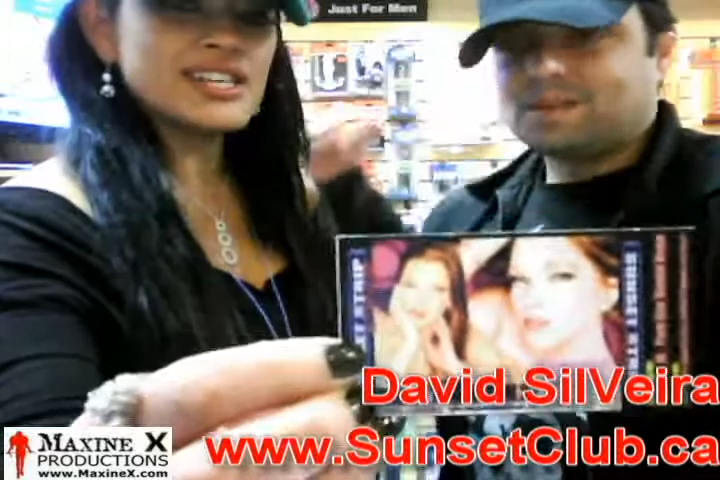 Just For Men
STRIP
SUNSET
David SilVeira
www.SunsetClub.ca
MAXINE X
PRODUCTIONS
www.MaxineX.com